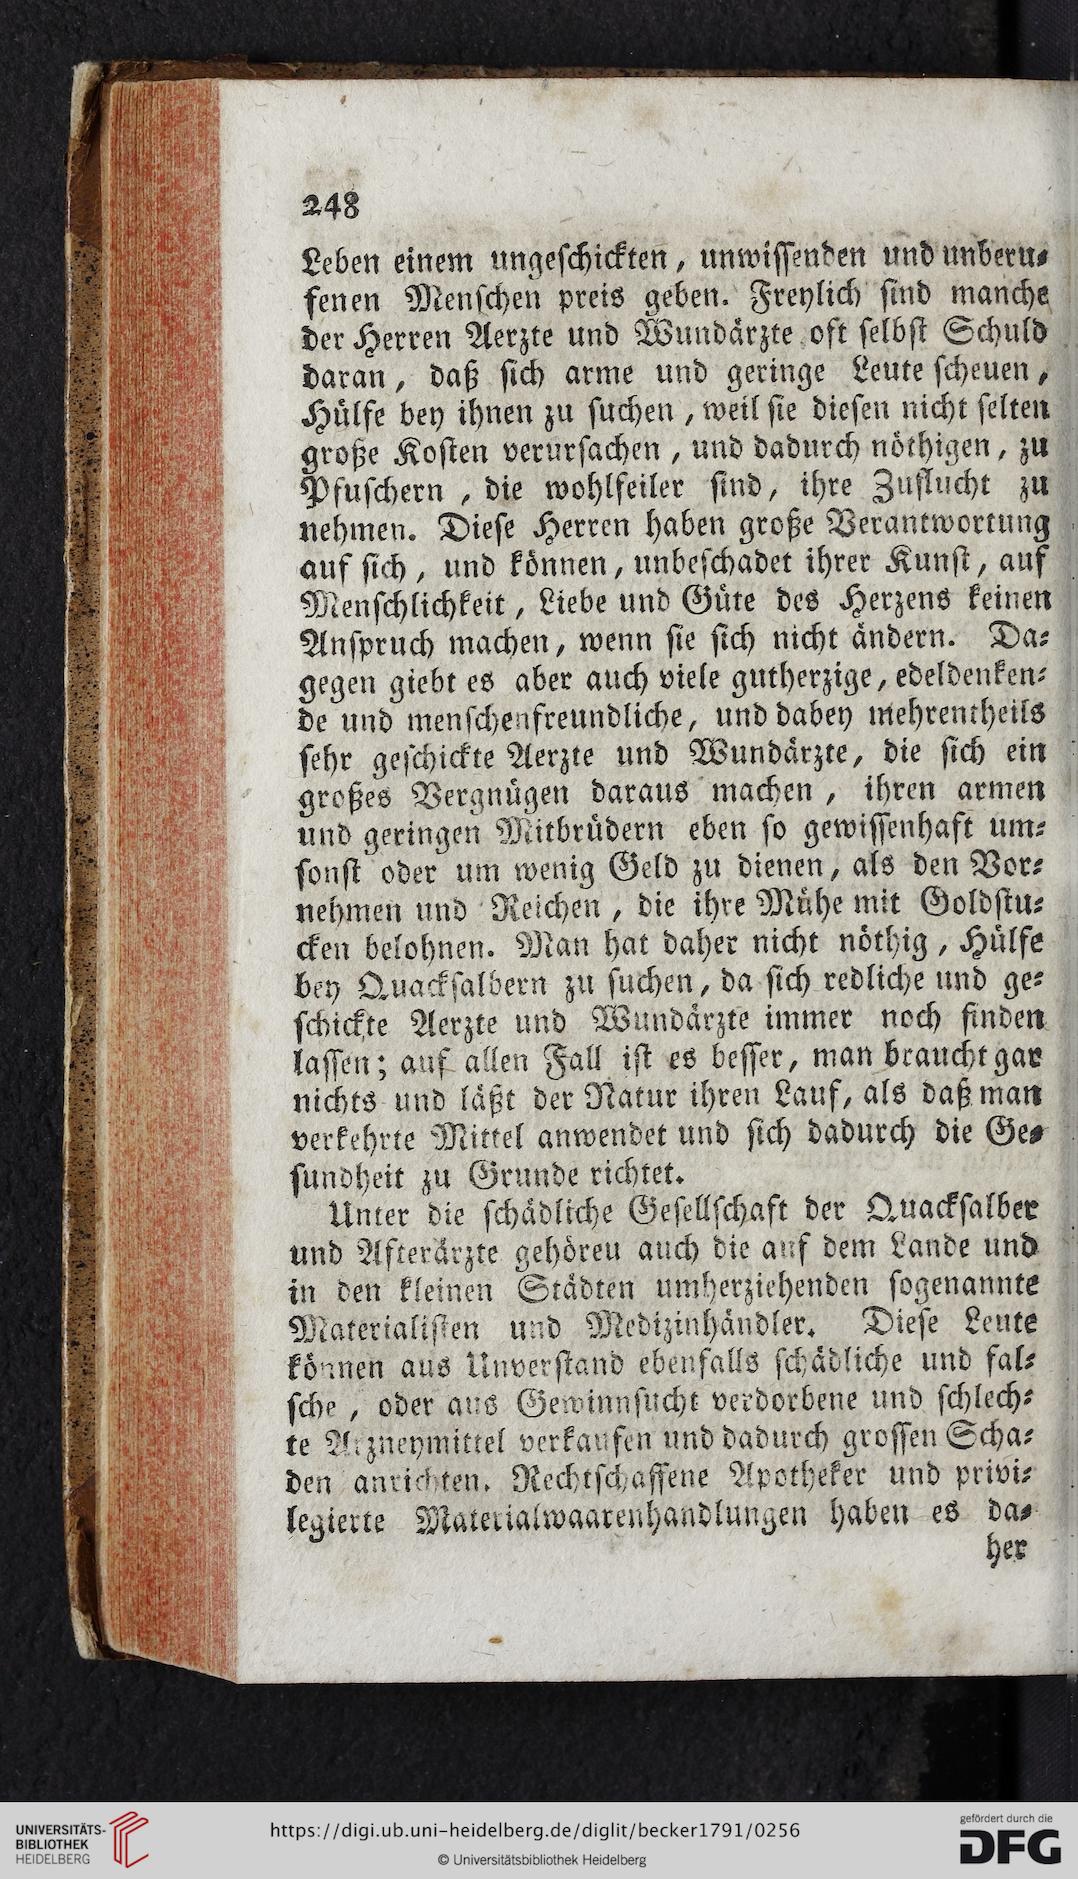 248
Leben einem ungeschickten, unwissenden und unberu-
fenen Menschen preis geben. Freylich sind manche
der Herren Aerzte und Wundärzte oft selbst Schuld
daran, daß sich arme und geringe Leute scheuen,
Hülfe bey ihnen zu suchen, weil sie diesen nicht selten
große Kosten verursachen, und dadurch nöthigen, zu
Pfuschern, die wohlfeiler sind, ihre Zuflucht zu
nehmen. Diese Herren haben große Verantwortung
auf sich, und können, unbeschadet ihrer Kunst, auf
Menschlichkeit, Liebe und Güte des Herzens keinen
Anspruch machen, wenn sie sich nicht ändern. Da-
gegen giebt es aber auch viele gutherzige, edeldenken-
de und menschenfreundliche, und dabey mehrentheils
sehr geschickte Aerzte und Wundärzte, die sich ein
großes Vergnügen daraus machen, ihren armen
und geringen Mitbrüdern eben so gewissenhaft um-
sonst oder um wenig Geld zu dienen, als den Vor-
nehmen und Reichen, die ihre Mühe mit Goldstu-
cken belohnen. Man hat daher nicht nöthig, Hülfe
bey Quacksalbern zu suchen, da sich redliche und ge-
schickte Aerzte und Wundärzte immer noch finden
lassen; auf allen Fall ist es besser, man braucht gar
nichts und läßt der Natur ihren Lauf, als daß man
verkehrte Mittel anwendet und sich dadurch die Ge-
sundheit zu Grunde richtet.
Unter die schädliche Gesellschaft der Quacksalber
und Afterärzte gehören auch die auf dem Lande und
in den kleinen Städten umherziehenden sogenannte
Materialisten und Medizinhändler. Diese Leute
können aus Unverstand ebenfalls schädliche und fal-
sche, oder aus Gewinnsucht verdorbene und schlech-
te Arzneymittel verkaufen und dadurch grossen Scha-
den anrichten. Rechtschaffene Apotheker und privi-
legierte Materialwaarenhandlungen haben es da-
her
UNIVERSITÄTS-
BIBLIOTHEK
HEIDELBERG
https://digi.ub.uni-heidelberg.de/diglit/becker1791/0256
© Universitätsbibliothek Heidelberg
gefördert durch die
DFG